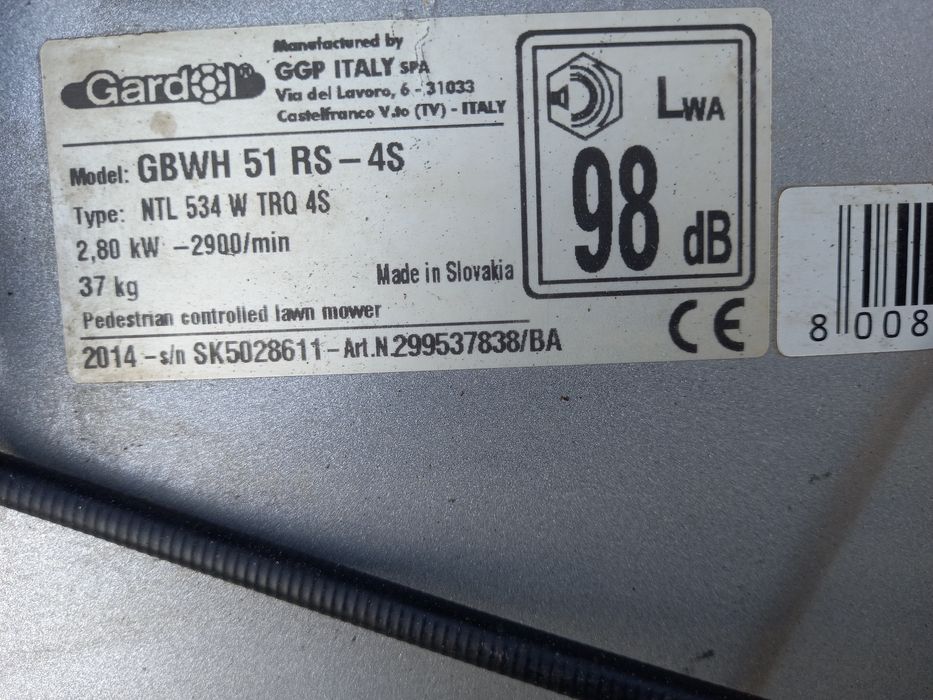 Gardol®
Manufactured by
GGP ITALY SPA
Via del Lavoro, 6 - 31033
Castelfranco V.to (TV) - ITALY
Model: GBWH 51 RS - 4S
Type: NTL 534 W TRQ 4S
2,80 kW -2900/min
37 kg
Made in Slovakia
Pedestrian controlled lawn mower
2014 - s/n SK5028611 - Art.N.299537838/BA
LWA
98 dB
CE
8 008